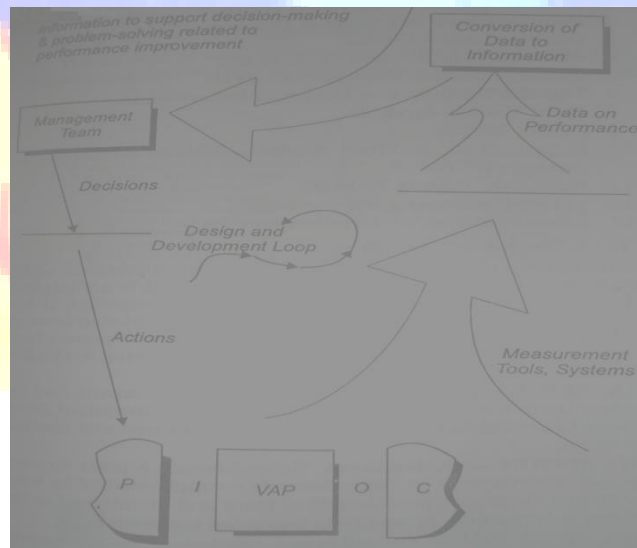 information to support decision-making
& problem-solving related to
performance improvement
Conversion of
Data to
Information
Management
Team
Data on
Performance
Decisions
Design and
Development Loop
Actions
Measurement
Tools, Systems
P I VAP O C